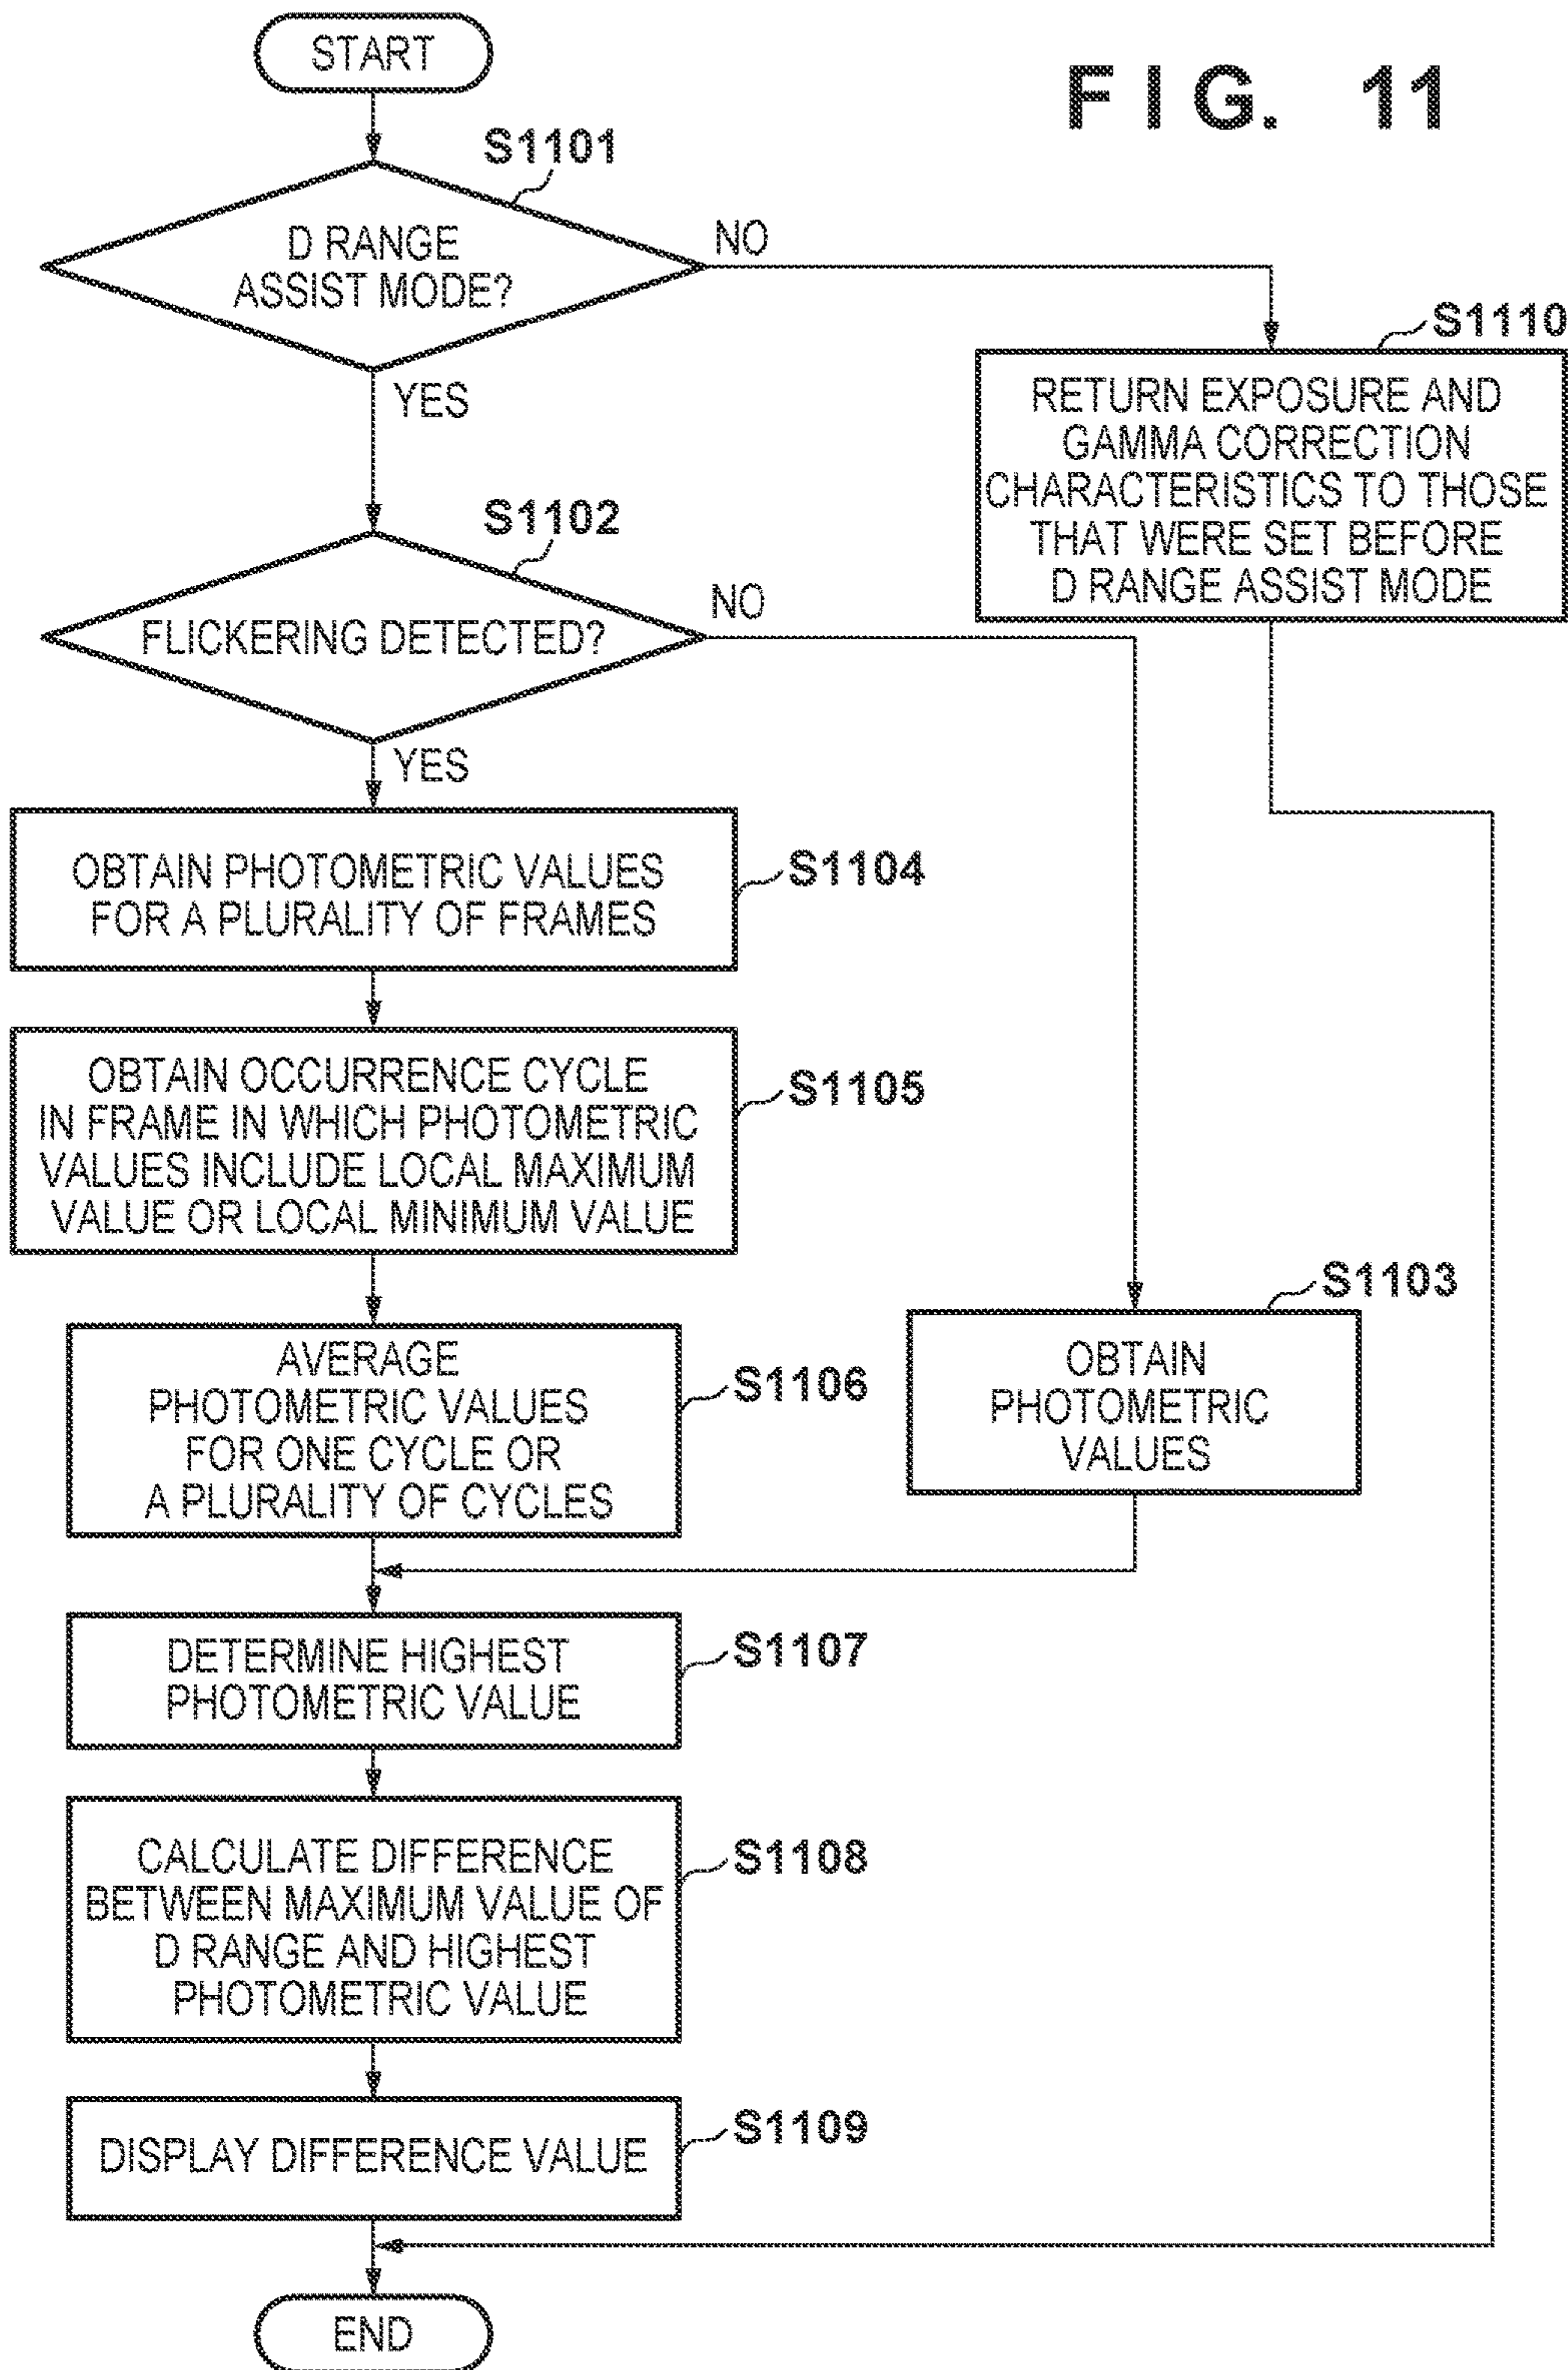 START
FIG. 11
S1101
D RANGE
ASSIST MODE?
NO
YES
S1110
RETURN EXPOSURE AND
GAMMA CORRECTION
CHARACTERISTICS TO THOSE
THAT WERE SET BEFORE
D RANGE ASSIST MODE
S1102
FLICKERING DETECTED?
NO
YES
OBTAIN PHOTOMETRIC VALUES
FOR A PLURALITY OF FRAMES
S1104
OBTAIN OCCURRENCE CYCLE
IN FRAME IN WHICH PHOTOMETRIC
VALUES INCLUDE LOCAL MAXIMUM
VALUE OR LOCAL MINIMUM VALUE
S1105
AVERAGE
PHOTOMETRIC VALUES
FOR ONE CYCLE OR
A PLURALITY OF CYCLES
S1106
S1103
OBTAIN
PHOTOMETRIC
VALUES
DETERMINE HIGHEST
PHOTOMETRIC VALUE
S1107
CALCULATE DIFFERENCE
BETWEEN MAXIMUM VALUE OF
D RANGE AND HIGHEST
PHOTOMETRIC VALUE
S1108
DISPLAY DIFFERENCE VALUE
S1109
END